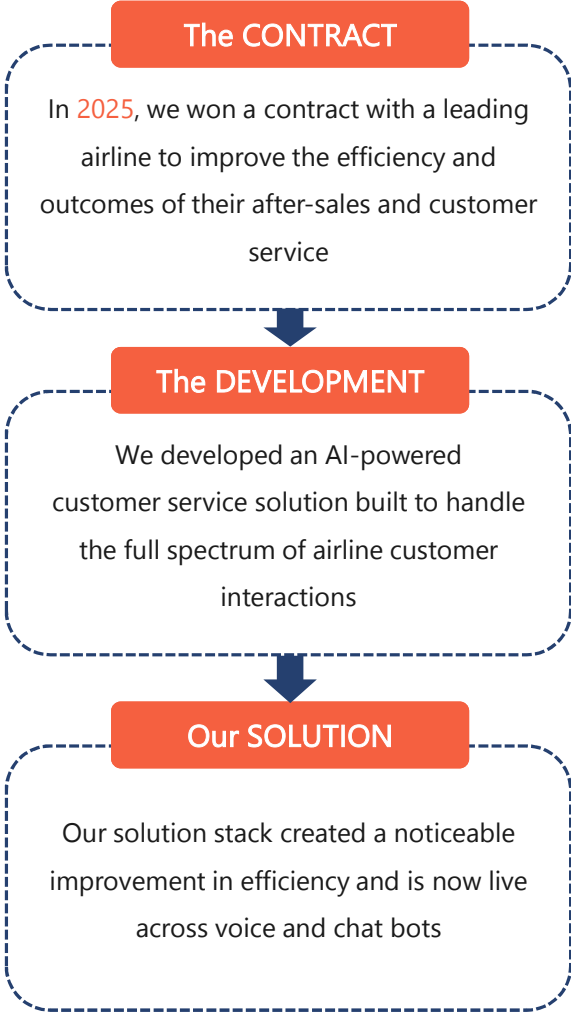 The CONTRACT
In 2025, we won a contract with a leading
airline to improve the efficiency and
outcomes of their after-sales and customer
service
The DEVELOPMENT
We developed an AI-powered
customer service solution built to handle
the full spectrum of airline customer
interactions
Our SOLUTION
Our solution stack created a noticeable
improvement in efficiency and is now live
across voice and chat bots